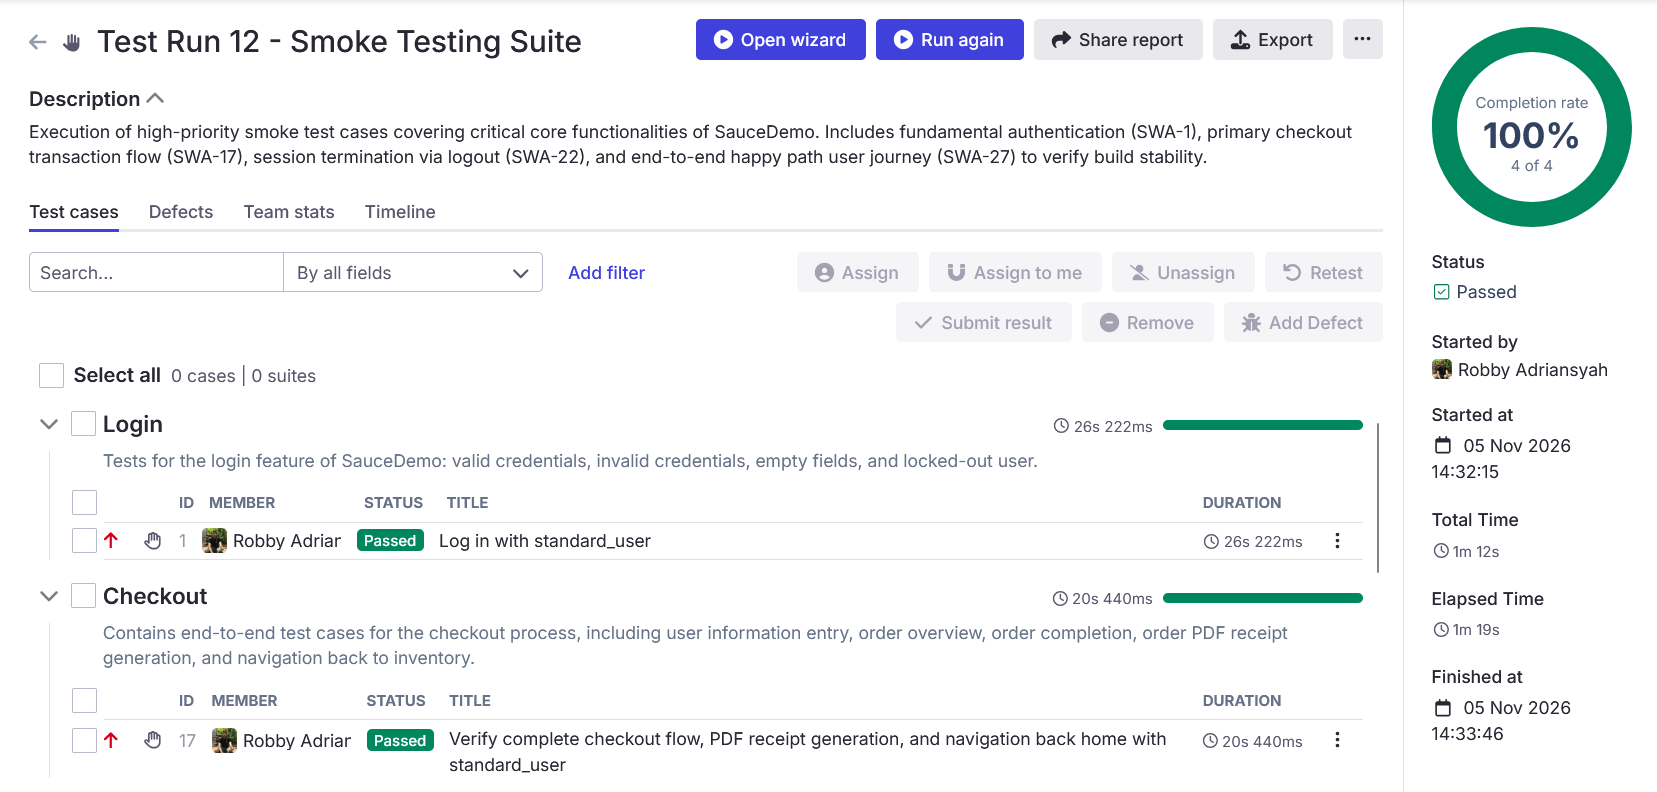 Test Run 12 - Smoke Testing Suite
Open wizard
Run again
Share report
Export
Description
Execution of high-priority smoke test cases covering critical core functionalities of SauceDemo. Includes fundamental authentication (SWA-1), primary checkout
transaction flow (SWA-17), session termination via logout (SWA-22), and end-to-end happy path user journey (SWA-27) to verify build stability.
Test cases Defects Team stats Timeline
Search... By all fields Add filter
Assign Assign to me Unassign Retest
Submit result Remove Add Defect
Select all 0 cases | 0 suites
Login 26s 222ms
Tests for the login feature of SauceDemo: valid credentials, invalid credentials, empty fields, and locked-out user.
ID MEMBER STATUS TITLE DURATION
1 Robby Adriar Passed Log in with standard_user 26s 222ms
Checkout 20s 440ms
Contains end-to-end test cases for the checkout process, including user information entry, order overview, order completion, order PDF receipt
generation, and navigation back to inventory.
ID MEMBER STATUS TITLE DURATION
17 Robby Adriar Passed Verify complete checkout flow, PDF receipt generation, and navigation back home with 20s 440ms
standard_user
Completion rate
100%
4 of 4
Status
Passed
Started by
Robby Adriansyah
Started at
05 Nov 2026
14:32:15
Total Time
1m 12s
Elapsed Time
1m 19s
Finished at
05 Nov 2026
14:33:46